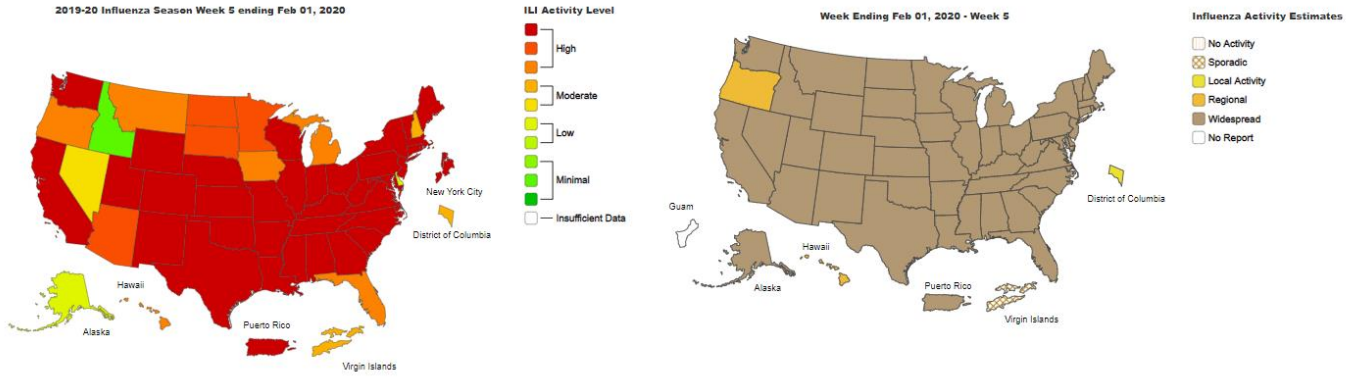 2019-20 Influenza Season Week 5 ending Feb 01, 2020
ILI Activity Level
High
Moderate
Low
Minimal
Insufficient Data
New York City
District of Columbia
Hawaii
Alaska
Puerto Rico
Virgin Islands
Week Ending Feb 01, 2020 - Week 5
Influenza Activity Estimates
No Activity
Sporadic
Local Activity
Regional
Widespread
No Report
District of Columbia
Guam
Hawaii
Alaska
Puerto Rico
Virgin Islands